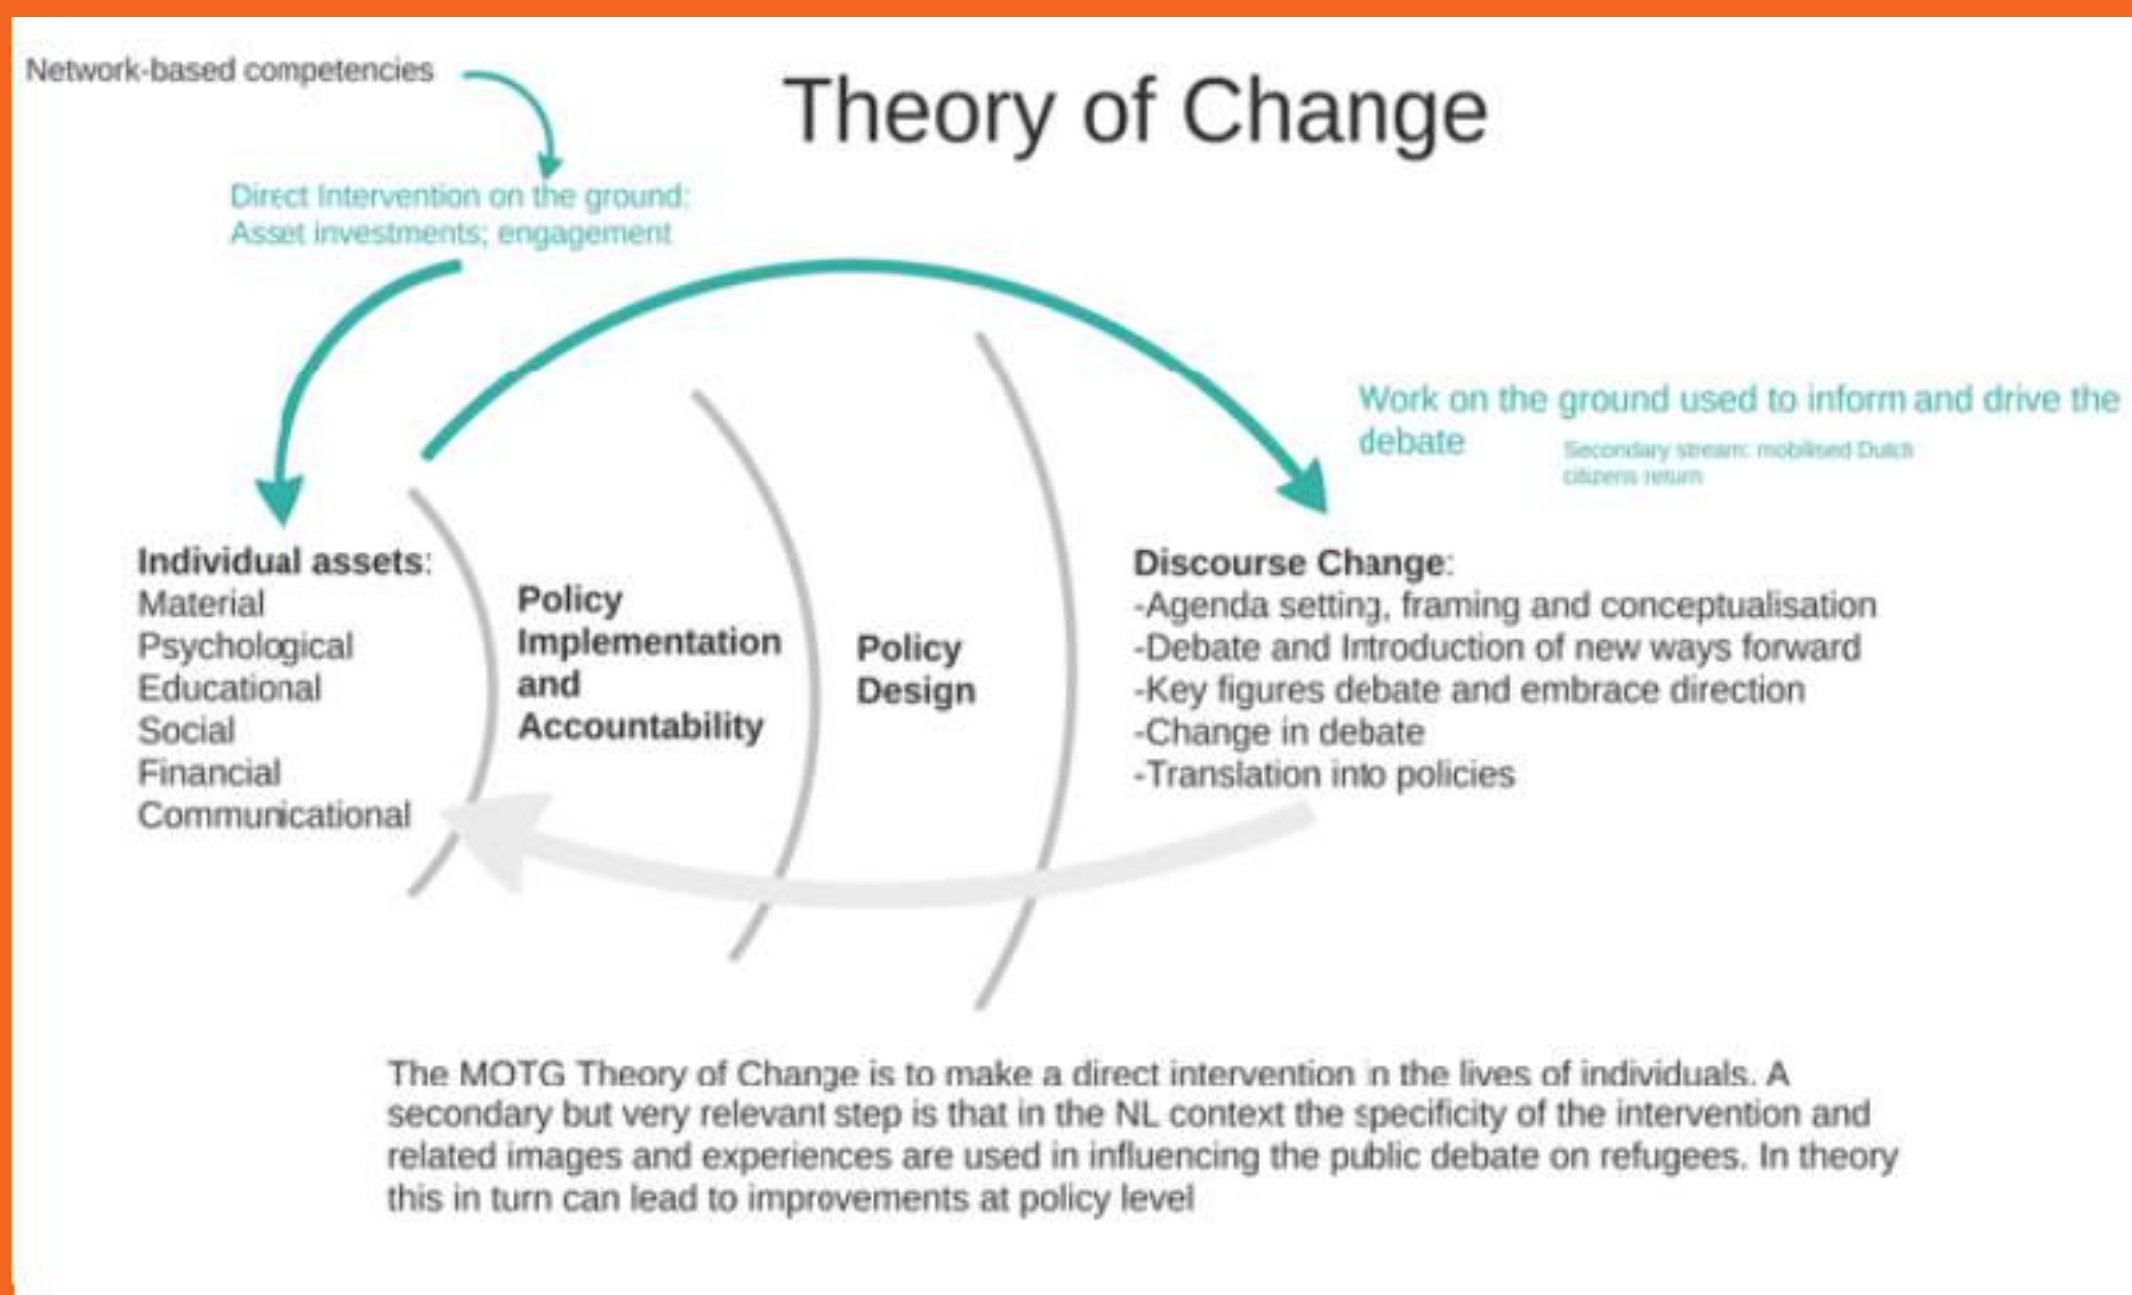 Network-based competencies
Theory of Change
Direct Intervention on the ground:
Asset investments; engagement
Work on the ground used to inform and drive the
debate
Secondary stream: mobilised Dutch
citizens return
Individual assets:
Material
Psychological
Educational
Social
Financial
Communicational
Policy
Implementation
and
Accountability
Policy
Design
Discourse Change:
-Agenda setting, framing and conceptualisation
-Debate and Introduction of new ways forward
-Key figures debate and embrace direction
-Change in debate
-Translation into policies
The MOTG Theory of Change is to make a direct intervention in the lives of individuals. A
secondary but very relevant step is that in the NL context the specificity of the intervention and
related images and experiences are used in influencing the public debate on refugees. In theory
this in turn can lead to improvements at policy level